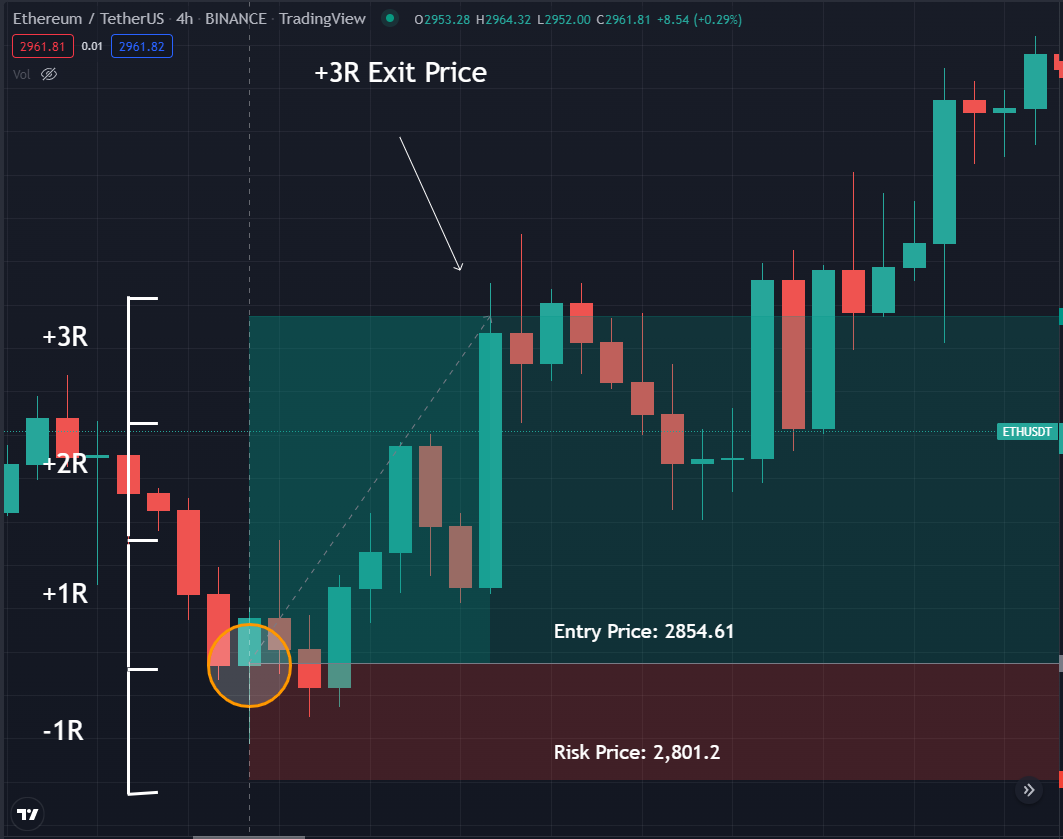 Ethereum / TetherUS · 4h · BINANCE · TradingView O2953.28 H2964.32 L2952.00 C2961.81 +8.54 (+0.29%)
2961.81 0.01 2961.82
Vol
+3R Exit Price
+3R
ETHUSDT
+2R
+1R
Entry Price: 2854.61
-1R
Risk Price: 2,801.2